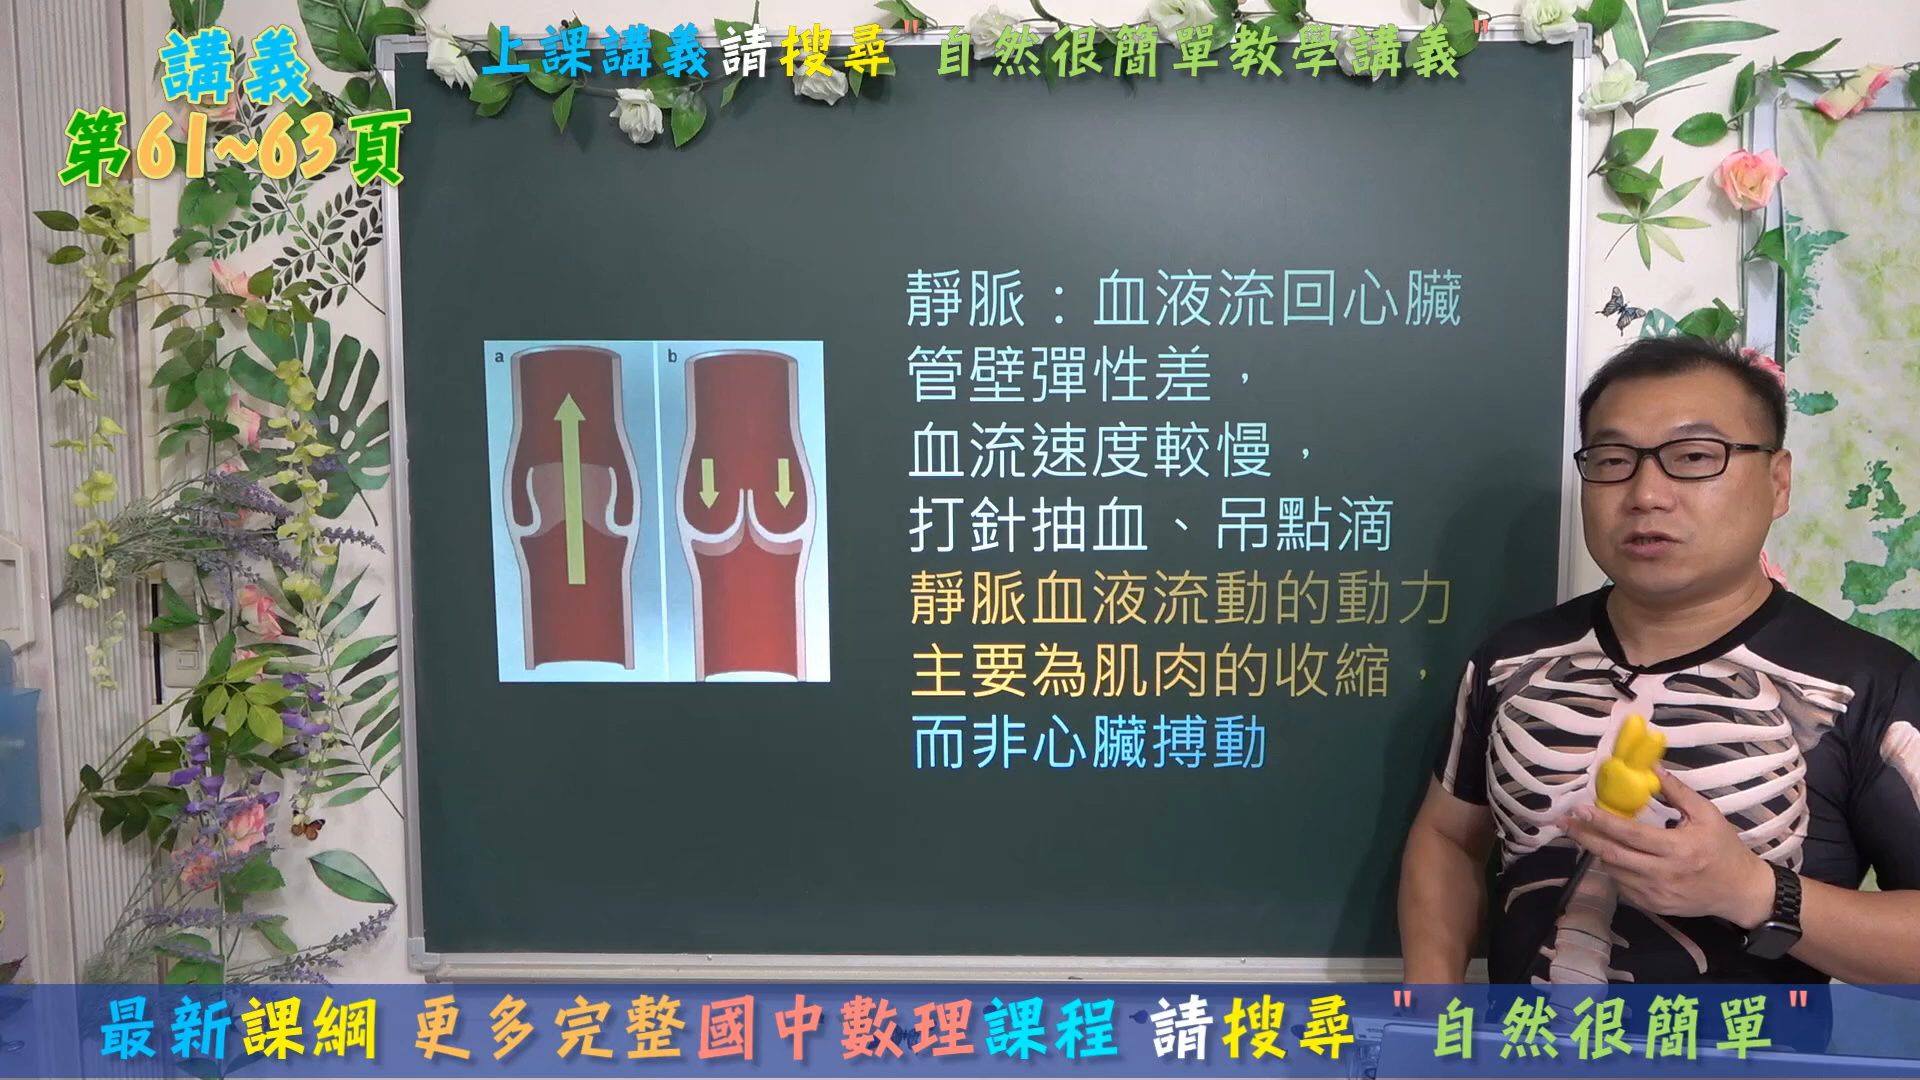 上課講義請搜尋"自然很簡單教學講義"
講義
第61~63頁
a
b
靜脈：血液流回心臟
管壁彈性差，
血流速度較慢，
打針抽血、吊點滴
靜脈血液流動的動力
主要為肌肉的收縮，
而非心臟搏動
最新課綱 更多完整國中數理課程 請搜尋"自然很簡單"